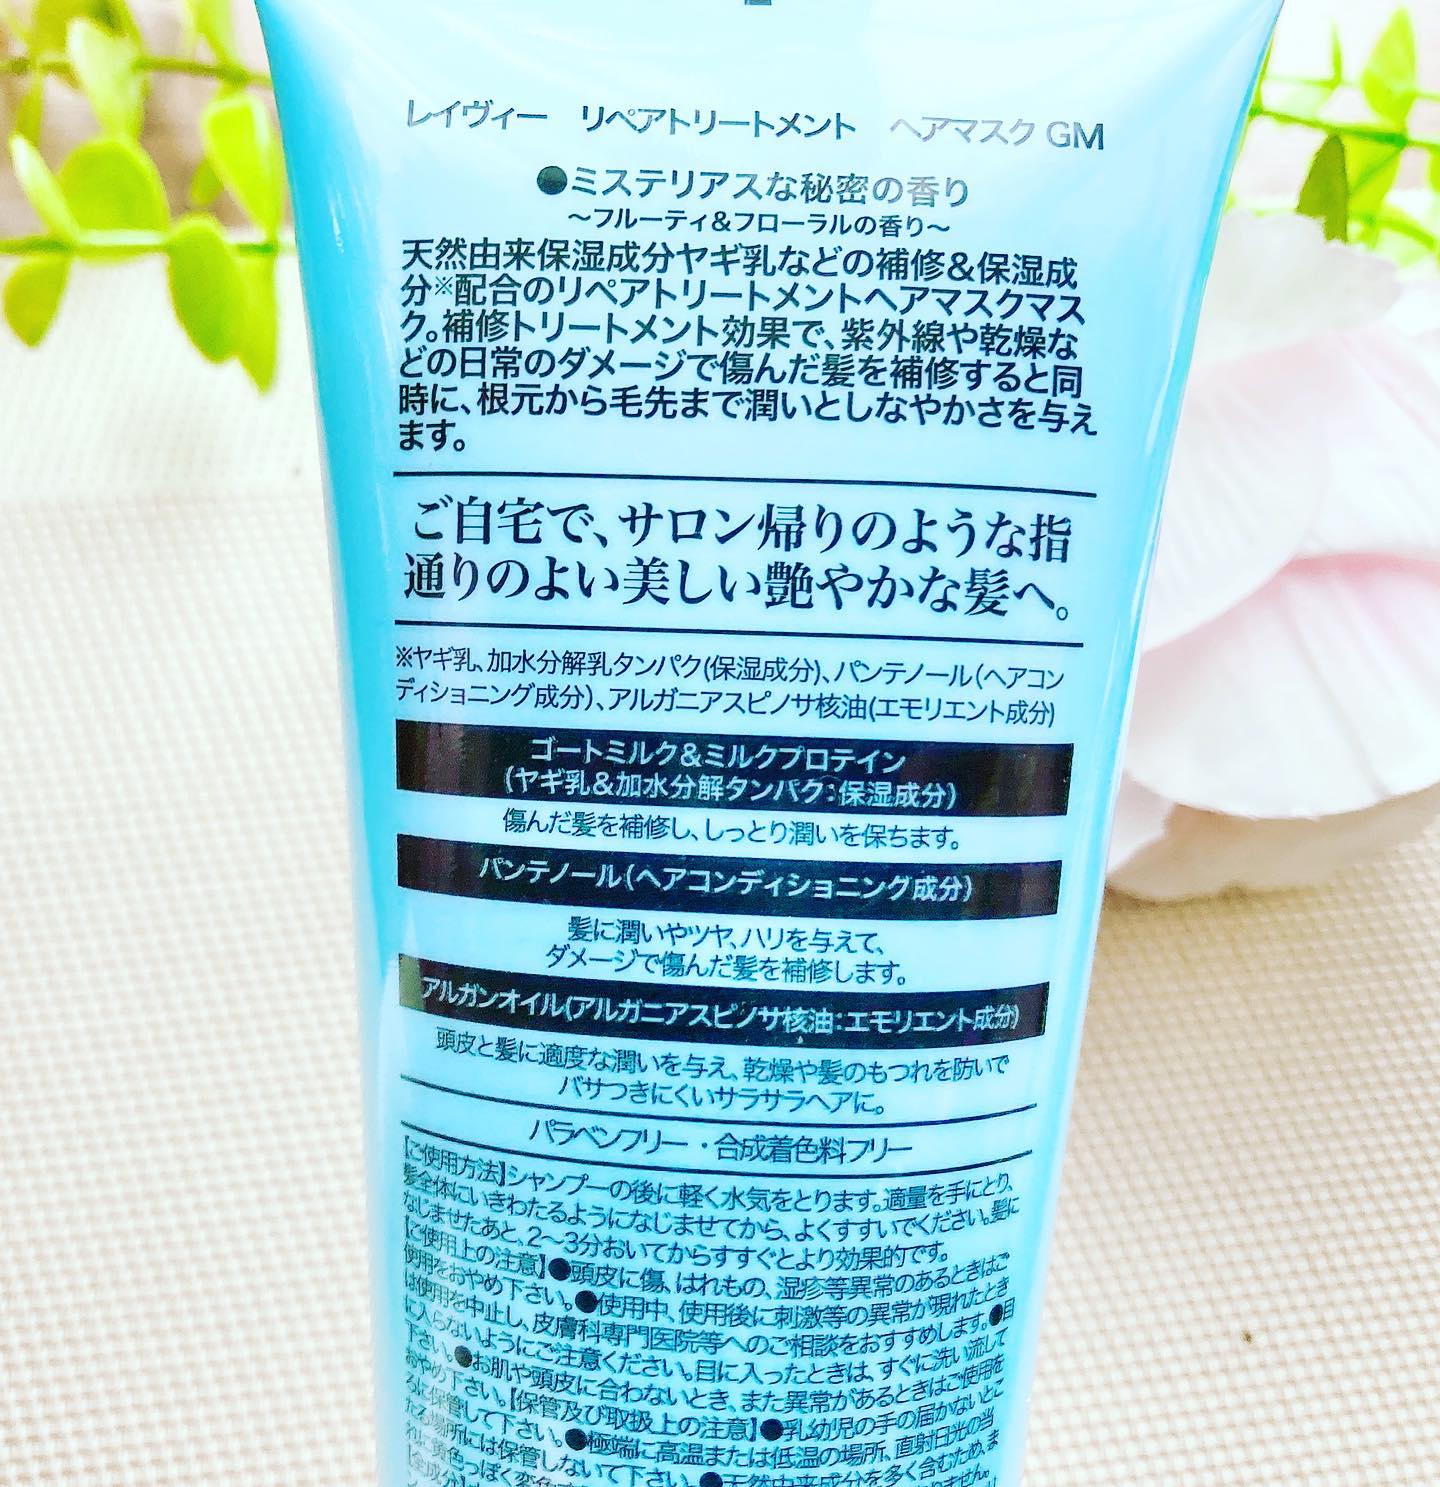 レイヴィー　リペアトリートメント　ヘアマスク GM
●ミステリアスな秘密の香り
～フルーティ&フローラルの香り～
天然由来保湿成分ヤギ乳などの補修&保湿成
分※配合のリペアトリートメントヘアマスクマス
ク。補修トリートメント効果で、紫外線や乾燥な
どの日常のダメージで傷んだ髪を補修すると同
時に、根元から毛先まで潤いとしなやかさを与え
ます。
ご自宅で、サロン帰りのような指
通りのよい美しい艶やかな髪へ。
※ヤギ乳、加水分解乳タンパク(保湿成分)、パンテノール（ヘアコン
ディショニング成分）、アルガニアスピノサ核油(エモリエント成分)
ゴートミルク&ミルクプロテイン
（ヤギ乳&加水分解タンパク:保湿成分）
傷んだ髪を補修し、しっとり潤いを保ちます。
パンテノール（ヘアコンディショニング成分）
髪に潤いやツヤ、ハリを与えて、
ダメージで傷んだ髪を補修します。
アルガンオイル(アルガニアスピノサ核油:エモリエント成分)
頭皮と髪に適度な潤いを与え、乾燥や髪のもつれを防いで
パサつきにくいサラサラヘアに。
パラベンフリー・合成着色料フリー
【ご使用方法】シャンプーの後に軽く水気をとります。適量を手にとり、
髪全体にいきわたるようになじませてから、よくすすいでください。髪に
なじませたあと、2～3分おいてからすすぐとより効果的です。
【ご使用上の注意】●頭皮に傷、はれもの、湿疹等異常のあるときはご
使用をおやめ下さい。●使用中、使用後に刺激等の異常が現れたとき
は使用を中止し、皮膚科専門医院等へのご相談をおすすめします。●目
に入らないようにご注意ください。目に入ったときは、すぐに洗い流して
下さい。●お肌や頭皮に合わないとき、また異常があるときはご使用を
おやめ下さい。【保管及び取扱上の注意】●乳幼児の手の届かないとこ
ろに保管して下さい。●極端に高温または低温の場所、直射日光の当
たる場所には保管しないで下さい。●天然由来成分を多く含むため、ま
れに黄色っぽく変色
【全成分】